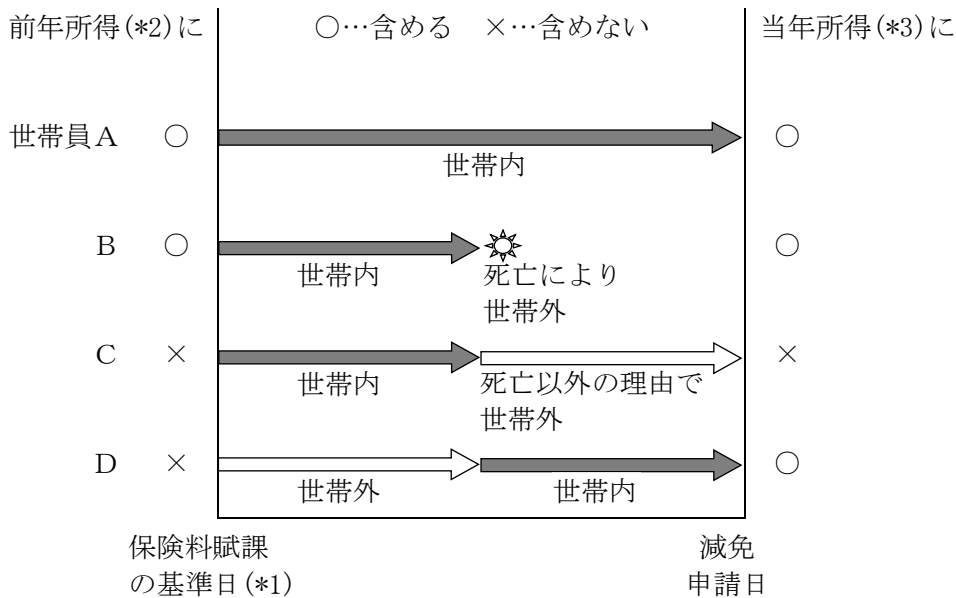 前年所得(*2)に ○…含める ×…含めない 当年所得(*3)に
世帯員A ○ ○
世帯内
B ○ ○
世帯内 死亡により
世帯外
C × ×
世帯内 死亡以外の理由で
世帯外
D × ○
世帯外 世帯内
保険料賦課 減免
の基準日(*1) 申請日